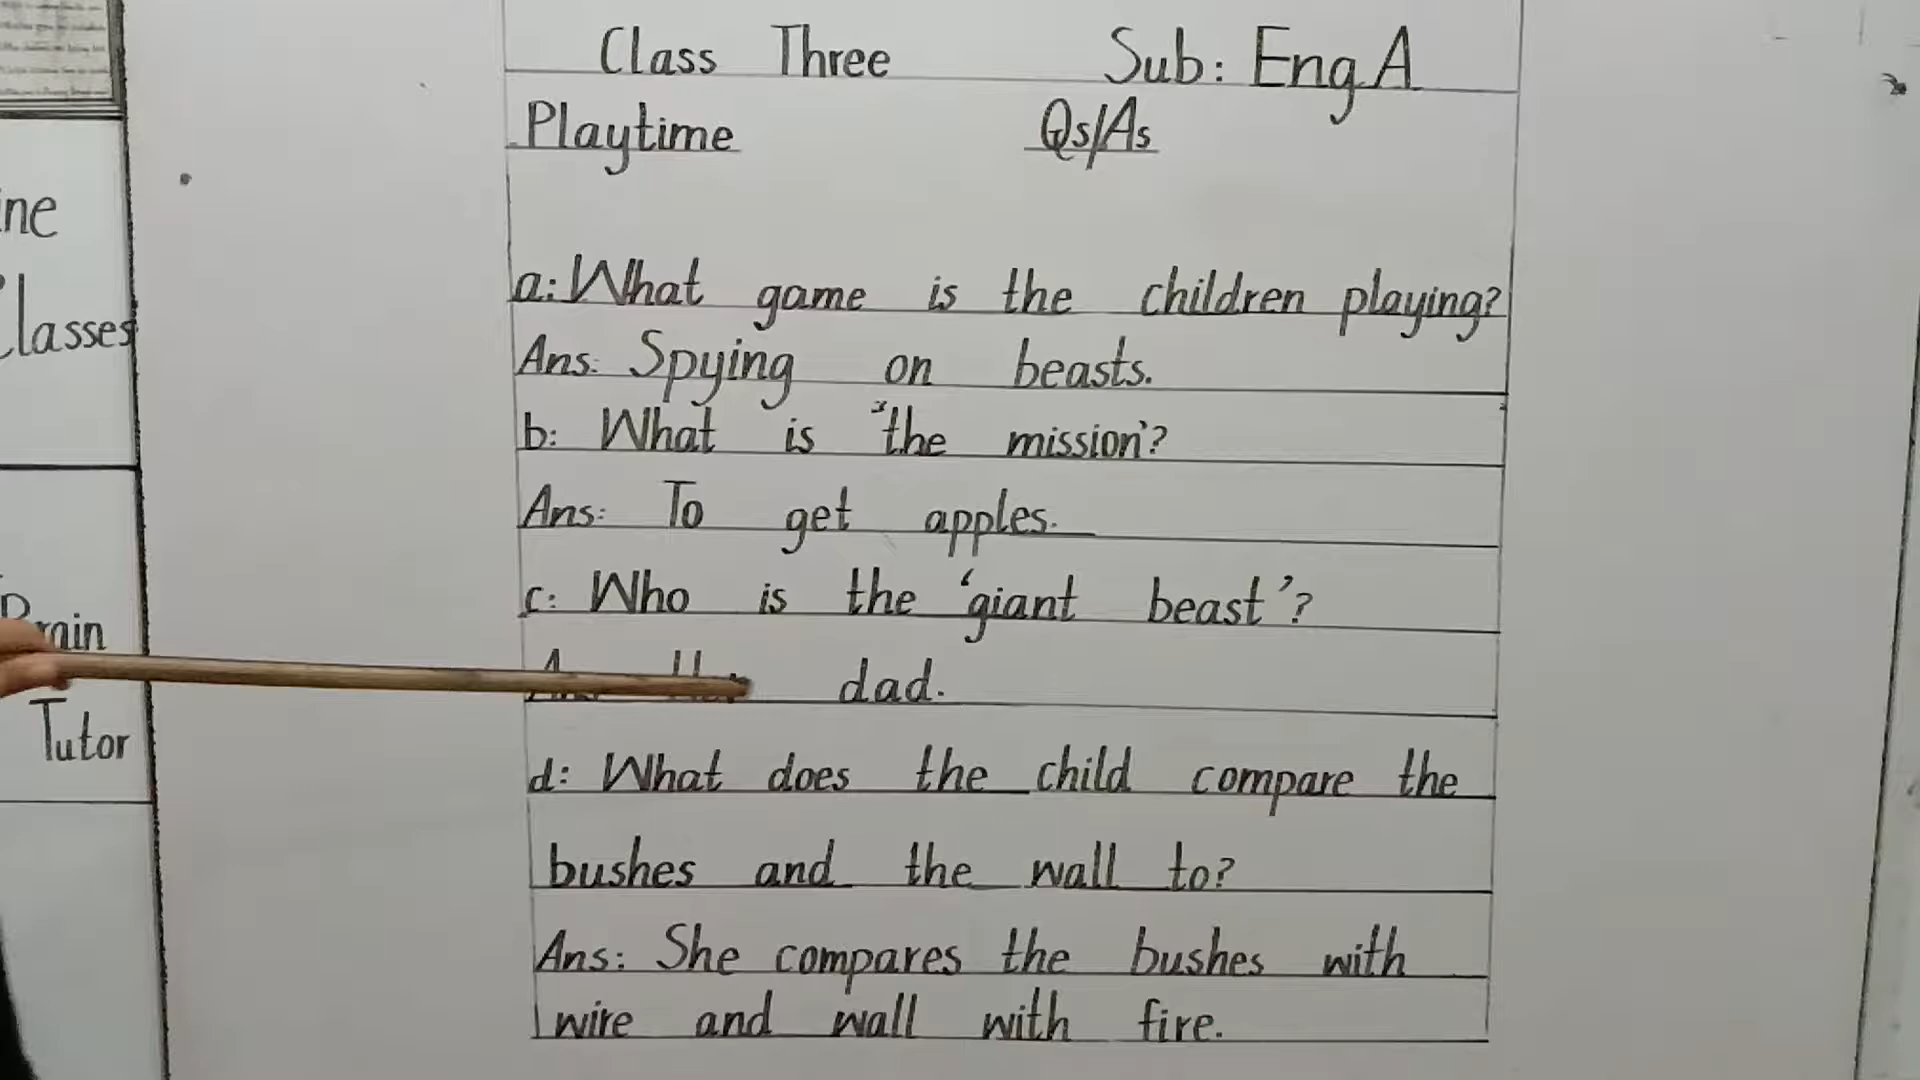 Class Three Sub: Eng A
Playtime Qs/As
a: What game is the children playing?
Ans: Spying on beasts.
b: What is 'the mission'?
Ans: To get apples.
c: Who is the 'giant beast'?
dad.
d: What does the child compare the
bushes and the wall to?
Ans: She compares the bushes with
wire and wall with fire.
ine
Classes
Tutor